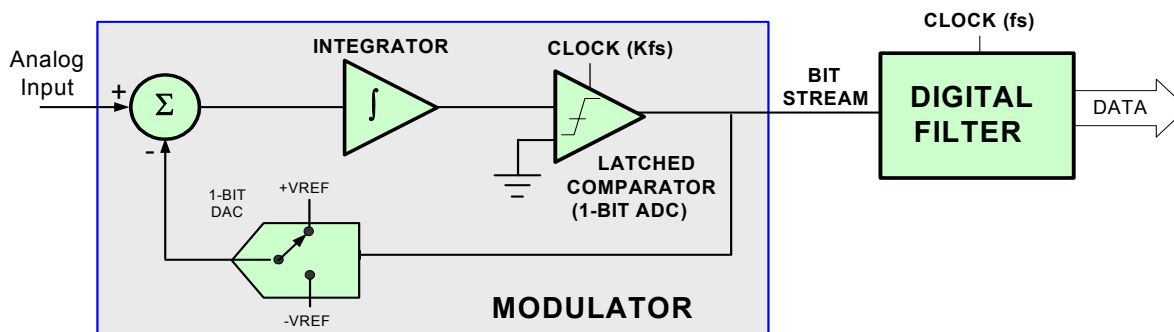 Analog
Input
+
Σ
-
INTEGRATOR
∫
CLOCK (Kfs)
LATCHED
COMPARATOR
(1-BIT ADC)
1-BIT
DAC
+VREF
-VREF
MODULATOR
BIT
STREAM
CLOCK (fs)
DIGITAL
FILTER
DATA